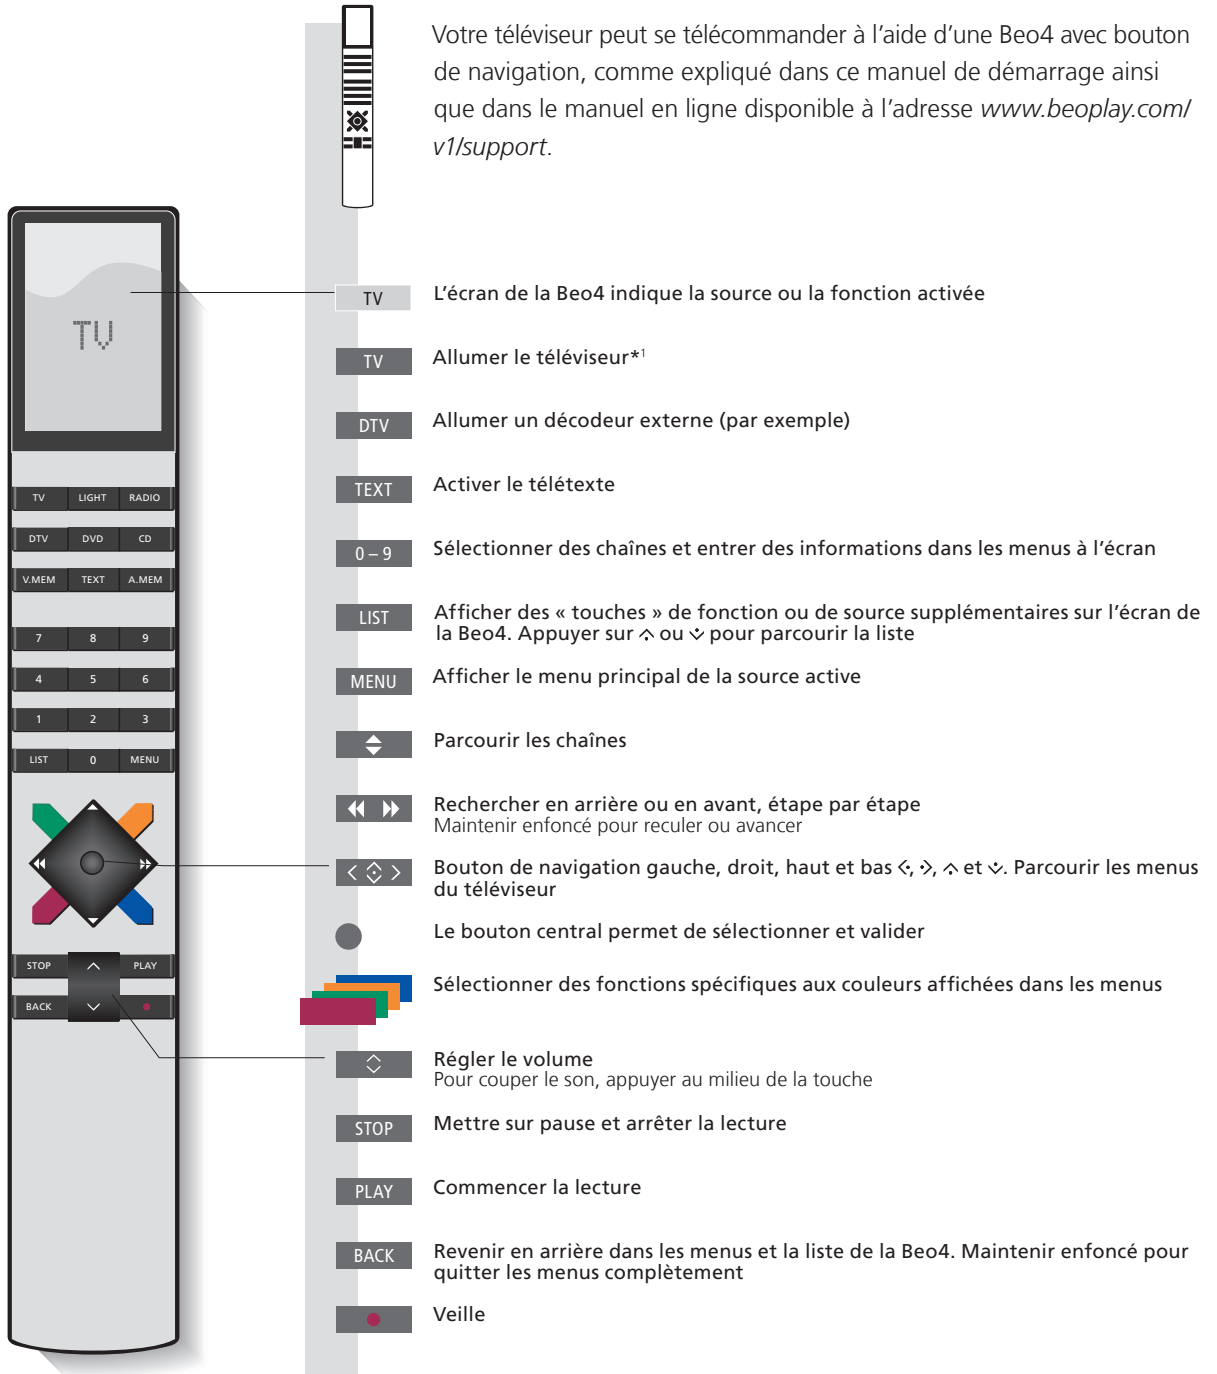 Votre téléviseur peut se télécommander à l'aide d'une Beo4 avec bouton
de navigation, comme expliqué dans ce manuel de démarrage ainsi
que dans le manuel en ligne disponible à l'adresse www.beoplay.com/
v1/support.
TV
TV LIGHT RADIO
DTV DVD CD
V.MEM TEXT A.MEM
7 8 9
4 5 6
1 2 3
LIST 0 MENU
STOP PLAY
BACK
TV L'écran de la Beo4 indique la source ou la fonction activée
TV Allumer le téléviseur*1
DTV Allumer un décodeur externe (par exemple)
TEXT Activer le télétexte
0 – 9 Sélectionner des chaînes et entrer des informations dans les menus à l'écran
LIST Afficher des « touches » de fonction ou de source supplémentaires sur l'écran de
la Beo4. Appuyer sur ou pour parcourir la liste
MENU Afficher le menu principal de la source active
Parcourir les chaînes
Rechercher en arrière ou en avant, étape par étape
Maintenir enfoncé pour reculer ou avancer
Bouton de navigation gauche, droit, haut et bas , , et . Parcourir les menus
du téléviseur
Le bouton central permet de sélectionner et valider
Sélectionner des fonctions spécifiques aux couleurs affichées dans les menus
Régler le volume
Pour couper le son, appuyer au milieu de la touche
STOP Mettre sur pause et arrêter la lecture
PLAY Commencer la lecture
BACK Revenir en arrière dans les menus et la liste de la Beo4. Maintenir enfoncé pour
quitter les menus complètement
Veille